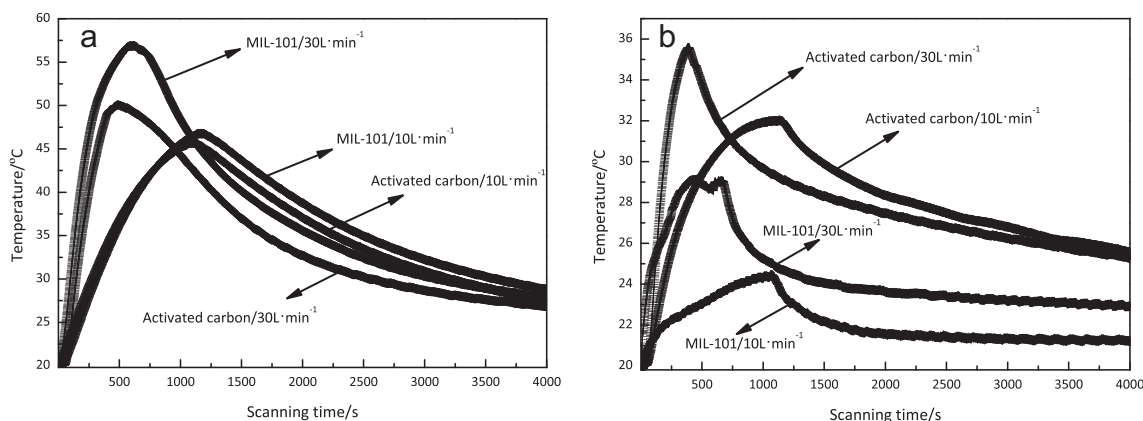 a
60
55
50
45
40
35
30
25
20
Temperature/°C
MIL-101/30L·min-1
MIL-101/10L·min-1
Activated carbon/10L·min-1
Activated carbon/30L·min-1
500 1000 1500 2000 2500 3000 3500 4000
Scanning time/s
b
36
34
32
30
28
26
24
22
20
Temperature/°C
Activated carbon/30L·min-1
Activated carbon/10L·min-1
MIL-101/30L·min-1
MIL-101/10L·min-1
500 1000 1500 2000 2500 3000 3500 4000
Scanning time/s